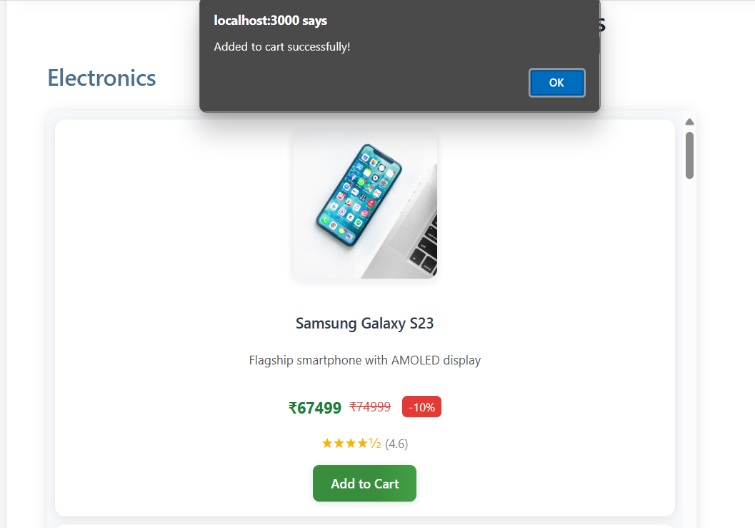 localhost:3000 says
Added to cart successfully!
OK
Electronics
Samsung Galaxy S23
Flagship smartphone with AMOLED display
₹67499 ₹74999 -10%
★★★★½ (4.6)
Add to Cart